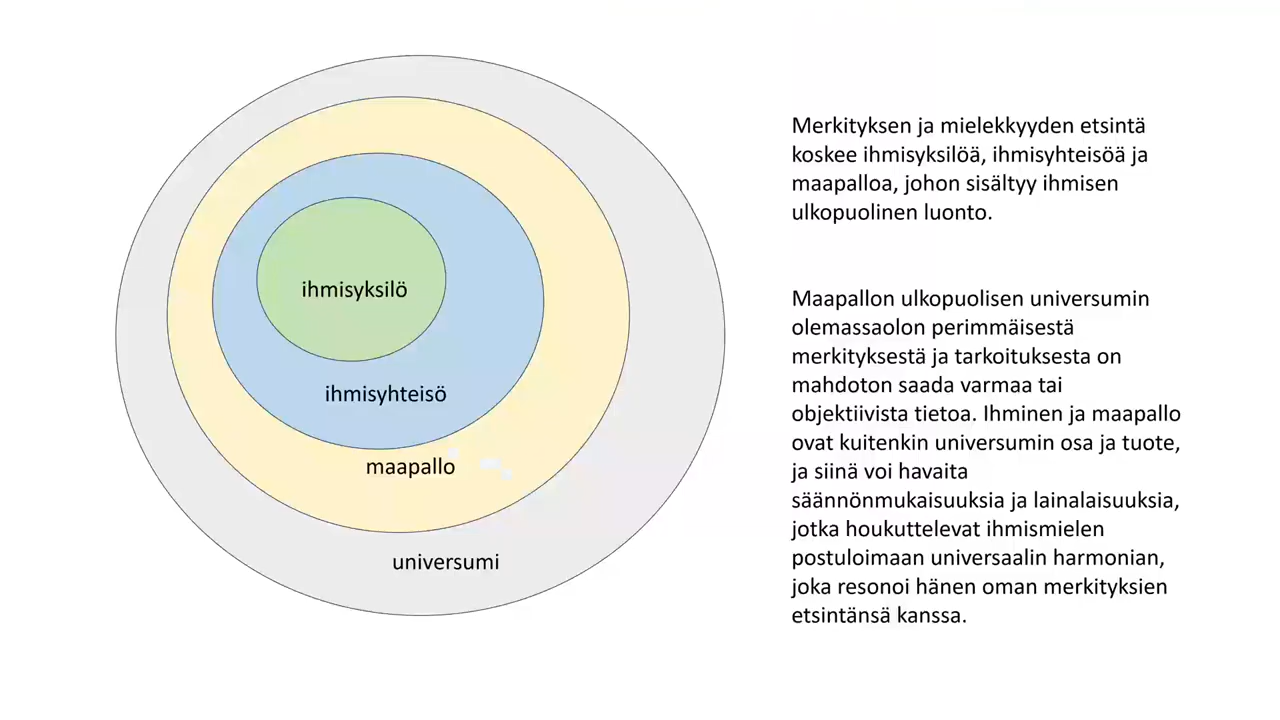 ihmisyksilö
ihmisyhteisö
maapallo
universumi
Merkityksen ja mielekkyyden etsintä
koskee ihmisyksilöä, ihmisyhteisöä ja
maapalloa, johon sisältyy ihmisen
ulkopuolinen luonto.
Maapallon ulkopuolisen universumin
olemassaolon perimmäisestä
merkityksestä ja tarkoituksesta on
mahdoton saada varmaa tai
objektiivista tietoa. Ihminen ja maapallo
ovat kuitenkin universumin osa ja tuote,
ja siinä voi havaita
säännönmukaisuuksia ja lainalaisuuksia,
jotka houkuttelevat ihmismielen
postuloimaan universaalin harmonian,
joka resonoi hänen oman merkityksien
etsintänsä kanssa.